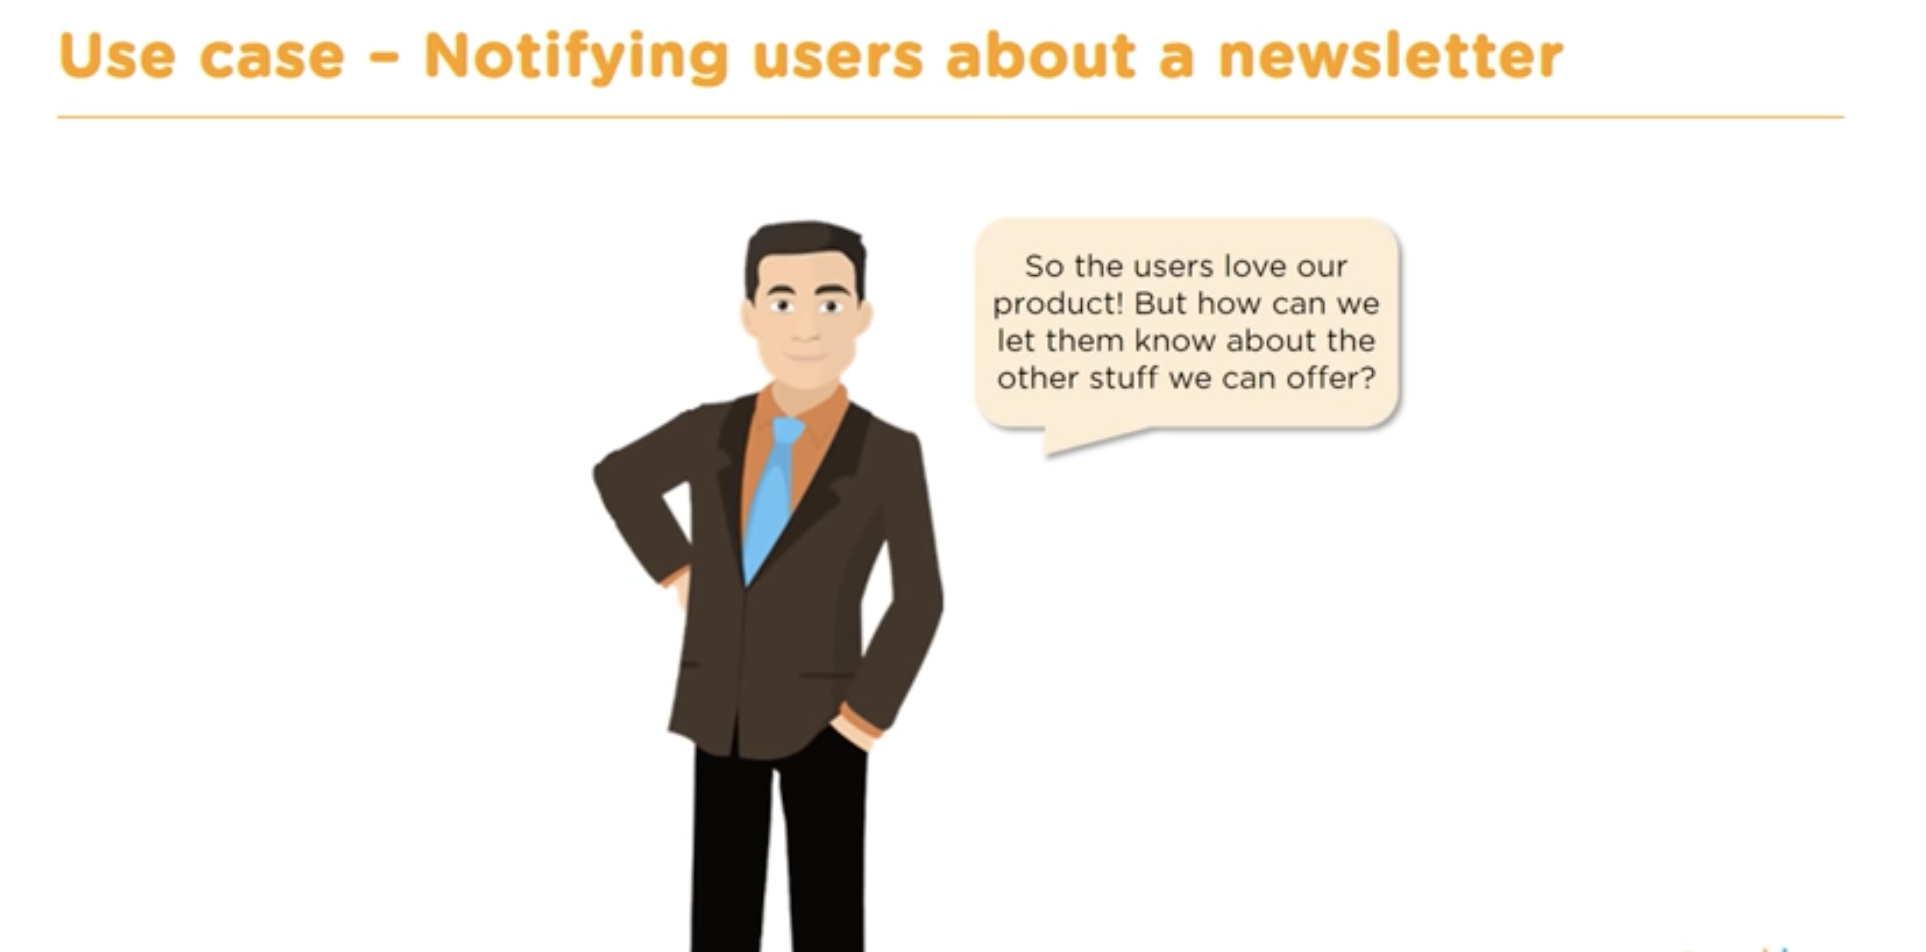 Use case – Notifying users about a newsletter
So the users love our
product! But how can we
let them know about the
other stuff we can offer?